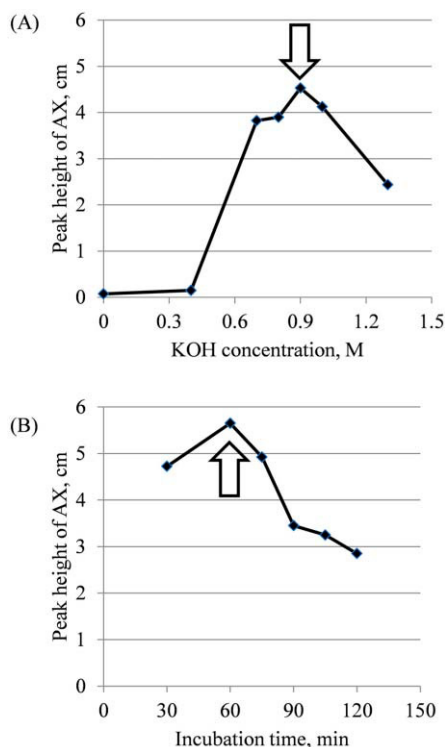 (A)
Peak height of AX, cm
6
5
4
3
2
1
0
0 0.3 0.6 0.9 1.2 1.5
KOH concentration, M
(B)
Peak height of AX, cm
6
5
4
3
2
1
0
0 30 60 90 120 150
Incubation time, min